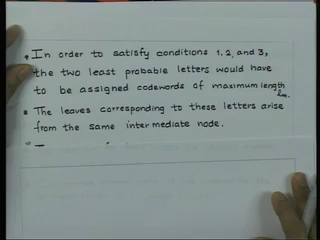 In order to satisfy conditions 1, 2, and 3,
the two least probable letters would have
to be assigned codewords of maximum length
lm.
The leaves corresponding to these letters arise
from the same intermediate node.